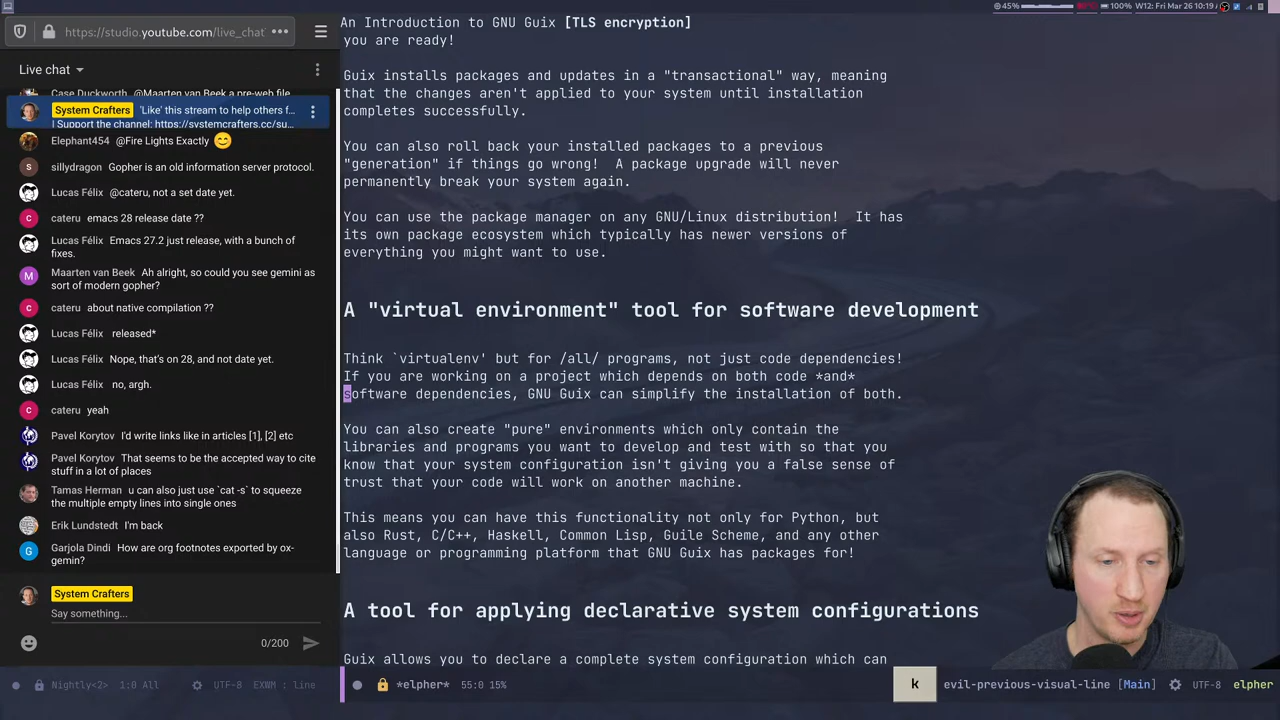 45%
100%
W12: Fri Mar 26 10:19
https://studio.youtube.com/live_chat
Live chat
Case Duckworth @Maarten van Beek a pre-web file
System Crafters 'Like' this stream to help others f…
| Support the channel: https://systemcrafters.cc/su…
Elephant454 @Fire Lights Exactly
sillydragon Gopher is an old information server protocol.
Lucas Félix @cateru, not a set date yet.
cateru emacs 28 release date ??
Lucas Félix Emacs 27.2 just release, with a bunch of
fixes.
Maarten van Beek Ah alright, so could you see gemini as
sort of modern gopher?
cateru about native compilation ??
Lucas Félix released*
Lucas Félix Nope, that's on 28, and not date yet.
Lucas Félix no, argh.
cateru yeah
Pavel Korytov I'd write links like in articles [1], [2] etc
Pavel Korytov That seems to be the accepted way to cite
stuff in a lot of places
Tamas Herman u can also just use `cat -s` to squeeze
the multiple empty lines into single ones
Erik Lundstedt I'm back
Garjola Dindi How are org footnotes exported by ox-
gemin?
System Crafters
Say something...
0/200
Nightly<2> 1:0 All
UTF-8 EXWM : line
An Introduction to GNU Guix [TLS encryption]
you are ready!
Guix installs packages and updates in a "transactional" way, meaning
that the changes aren't applied to your system until installation
completes successfully.
You can also roll back your installed packages to a previous
"generation" if things go wrong! A package upgrade will never
permanently break your system again.
You can use the package manager on any GNU/Linux distribution! It has
its own package ecosystem which typically has newer versions of
everything you might want to use.
A "virtual environment" tool for software development
Think `virtualenv' but for /all/ programs, not just code dependencies!
If you are working on a project which depends on both code *and*
software dependencies, GNU Guix can simplify the installation of both.
You can also create "pure" environments which only contain the
libraries and programs you want to develop and test with so that you
know that your system configuration isn't giving you a false sense of
trust that your code will work on another machine.
This means you can have this functionality not only for Python, but
also Rust, C/C++, Haskell, Common Lisp, Guile Scheme, and any other
language or programming platform that GNU Guix has packages for!
A tool for applying declarative system configurations
Guix allows you to declare a complete system configuration which can
*elpher* 55:0 15%
k
evil-previous-visual-line [Main]
UTF-8 elpher